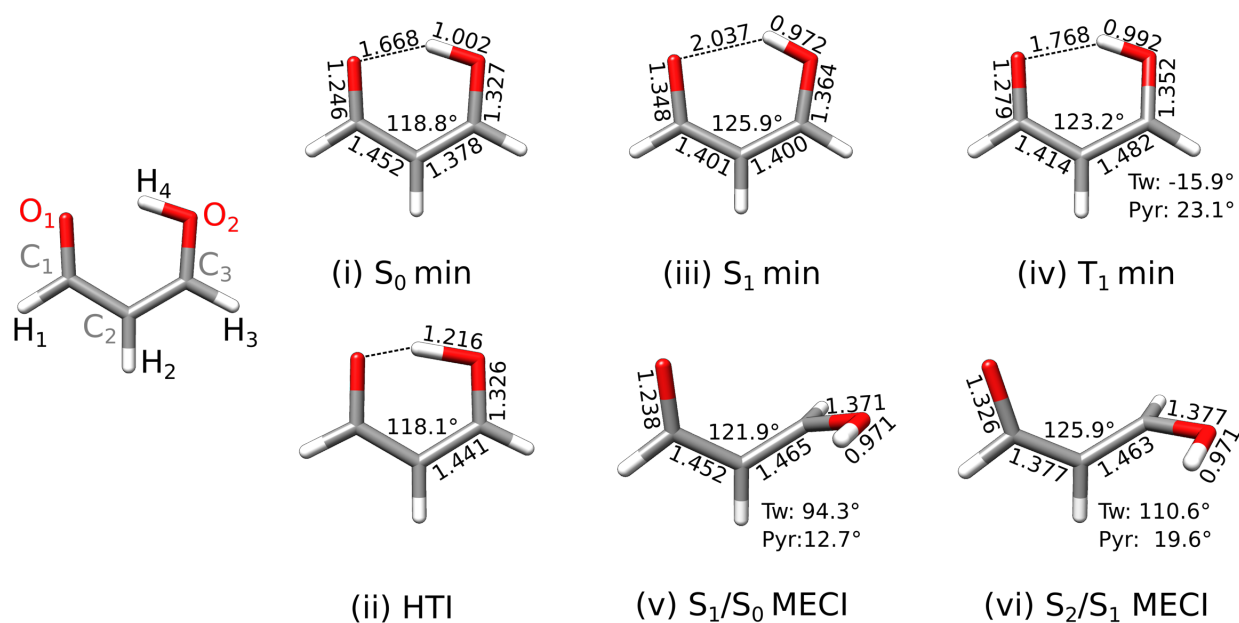 O1
H4
O2
C1
C3
C2
H1
H3
H2
1.668
1.002
1.246
1.327
118.8°
1.452
1.378
(i) S0 min
2.037
0.972
1.348
1.364
125.9°
1.401
1.400
(iii) S1 min
1.768
0.992
1.279
1.352
123.2°
1.414
1.482
Tw: -15.9°
Pyr: 23.1°
(iv) T1 min
1.216
1.326
118.1°
1.441
(ii) HTI
1.238
1.371
121.9°
0.971
1.452
1.465
Tw: 94.3°
Pyr:12.7°
(v) S1/S0 MECI
1.326
1.377
125.9°
0.971
1.377
1.463
Tw: 110.6°
Pyr: 19.6°
(vi) S2/S1 MECI